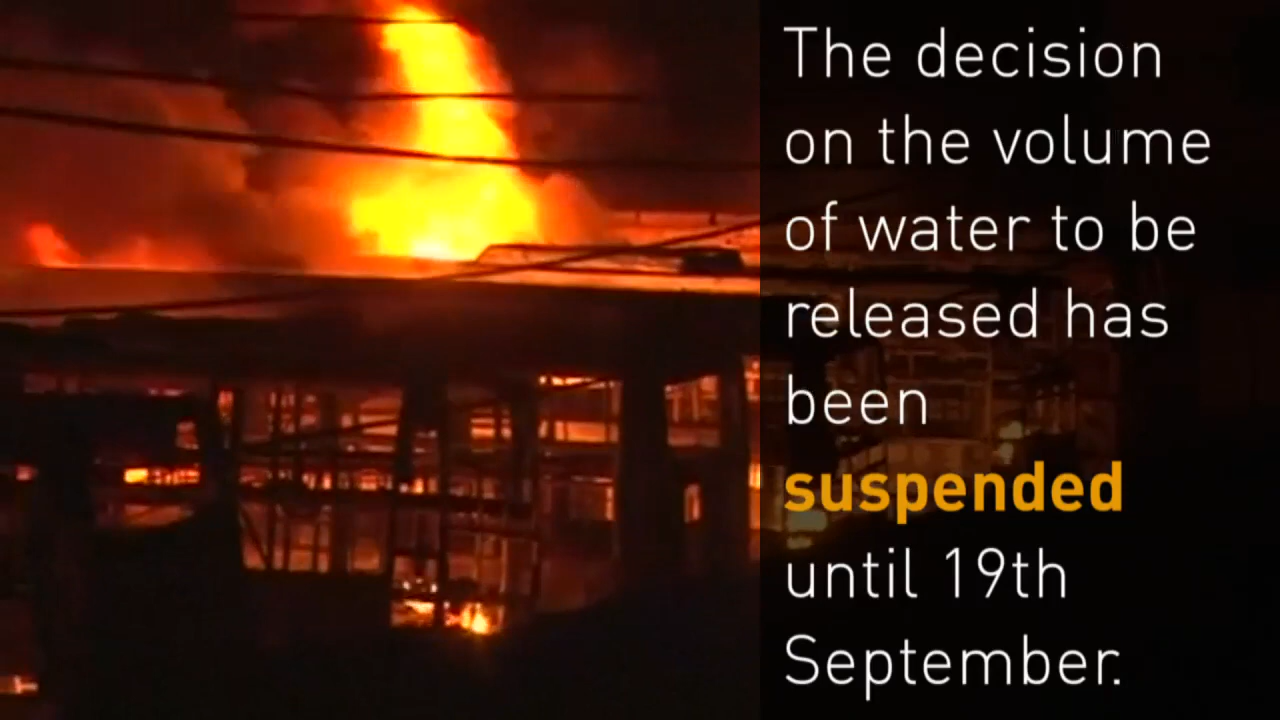 The decision
on the volume
of water to be
released has
been
suspended
until 19th
September.